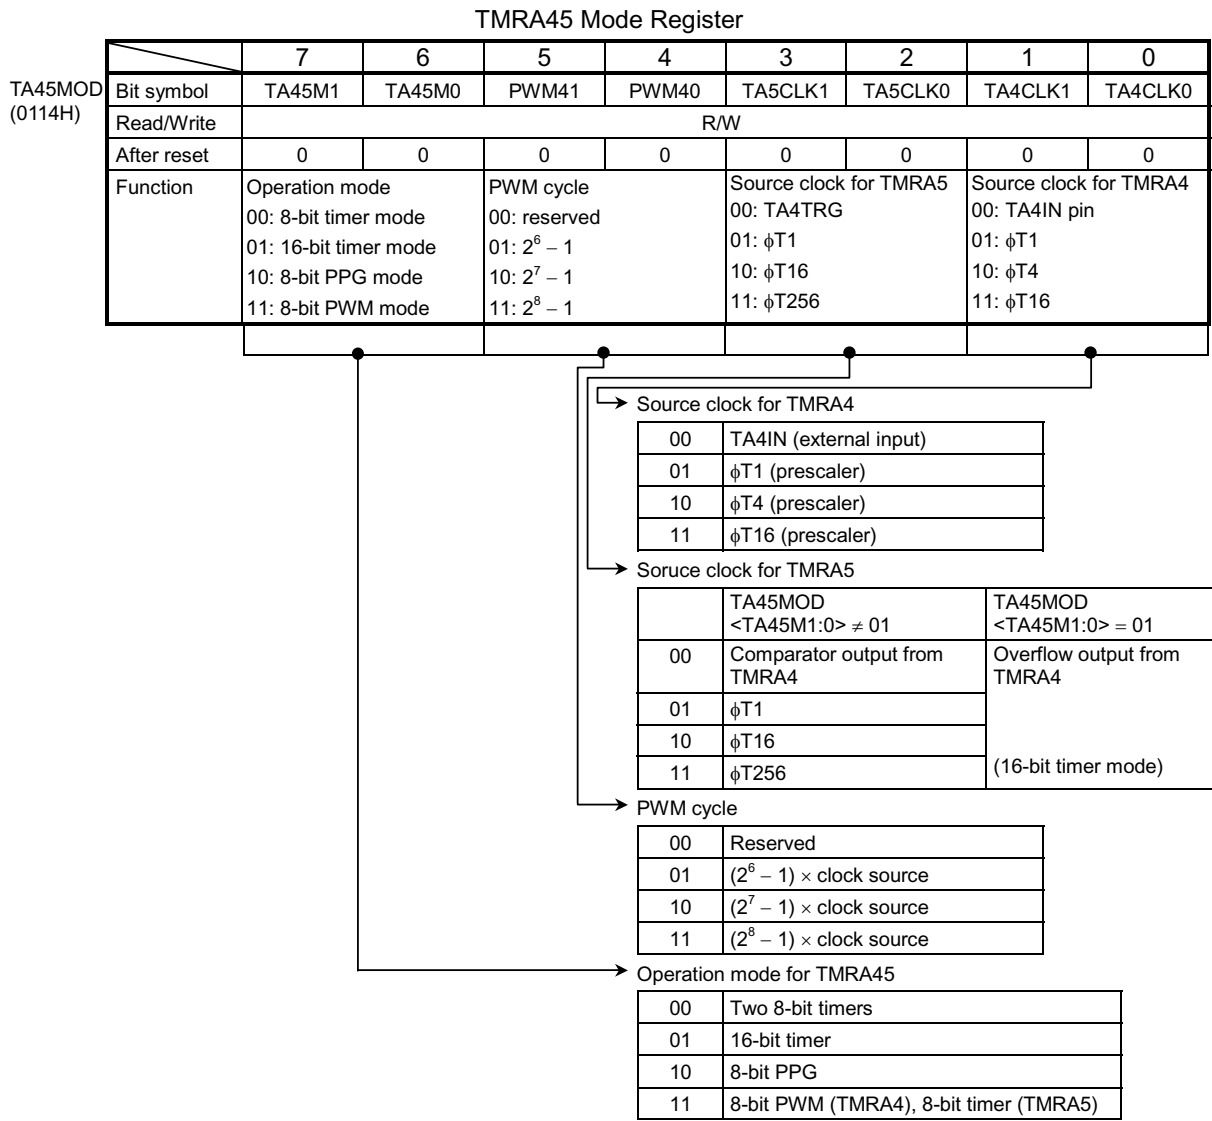 TMRA45 Mode Register
7 6 5 4 3 2 1 0
TA45MOD
(0114H)
Bit symbol TA45M1 TA45M0 PWM41 PWM40 TA5CLK1 TA5CLK0 TA4CLK1 TA4CLK0
Read/Write R/W
After reset 0 0 0 0 0 0 0 0
Function
Operation mode
00: 8-bit timer mode
01: 16-bit timer mode
10: 8-bit PPG mode
11: 8-bit PWM mode
PWM cycle
00: reserved
01: 2⁶ − 1
10: 2⁷ − 1
11: 2⁸ − 1
Source clock for TMRA5
00: TA4TRG
01: ϕT1
10: ϕT16
11: ϕT256
Source clock for TMRA4
00: TA4IN pin
01: ϕT1
10: ϕT4
11: ϕT16
Source clock for TMRA4
00 TA4IN (external input)
01 ϕT1 (prescaler)
10 ϕT4 (prescaler)
11 ϕT16 (prescaler)
Soruce clock for TMRA5
TA45MOD
<TA45M1:0> ≠ 01
TA45MOD
<TA45M1:0> = 01
00 Comparator output from
TMRA4
01 ϕT1
10 ϕT16
11 ϕT256
Overflow output from
TMRA4
(16-bit timer mode)
PWM cycle
00 Reserved
01 (2⁶ − 1) × clock source
10 (2⁷ − 1) × clock source
11 (2⁸ − 1) × clock source
Operation mode for TMRA45
00 Two 8-bit timers
01 16-bit timer
10 8-bit PPG
11 8-bit PWM (TMRA4), 8-bit timer (TMRA5)